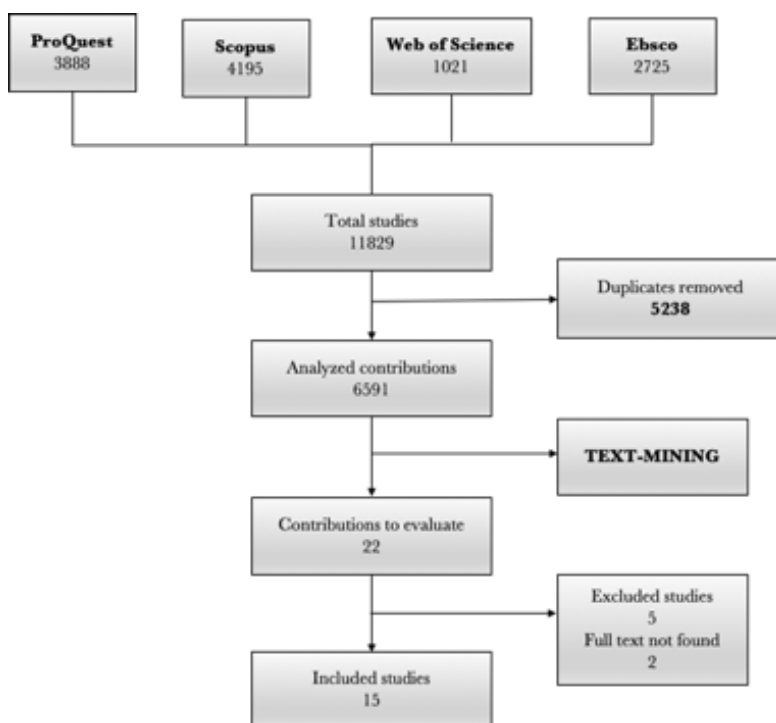 ProQuest
3888
Scopus
4195
Web of Science
1021
Ebsco
2725
Total studies
11829
Duplicates removed
5238
Analyzed contributions
6591
TEXT-MINING
Contributions to evaluate
22
Excluded studies
5
Full text not found
2
Included studies
15